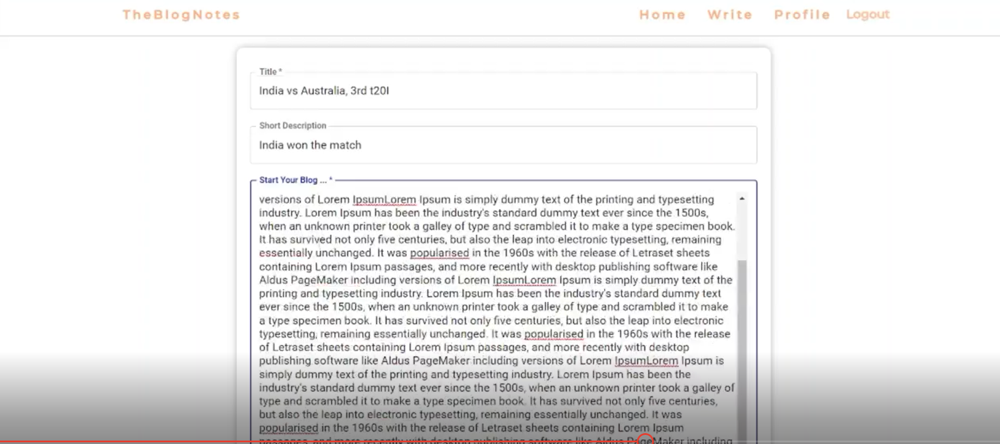 TheBlogNotes Home Write Profile Logout
Title *
India vs Australia, 3rd t20I
Short Description
India won the match
Start Your Blog ... *
versions of Lorem IpsumLorem Ipsum is simply dummy text of the printing and typesetting
industry. Lorem Ipsum has been the industry's standard dummy text ever since the 1500s,
when an unknown printer took a galley of type and scrambled it to make a type specimen book.
It has survived not only five centuries, but also the leap into electronic typesetting, remaining
essentially unchanged. It was popularised in the 1960s with the release of Letraset sheets
containing Lorem Ipsum passages, and more recently with desktop publishing software like
Aldus PageMaker including versions of Lorem IpsumLorem Ipsum is simply dummy text of the
printing and typesetting industry. Lorem Ipsum has been the industry's standard dummy text
ever since the 1500s, when an unknown printer took a galley of type and scrambled it to make
a type specimen book. It has survived not only five centuries, but also the leap into electronic
typesetting, remaining essentially unchanged. It was popularised in the 1960s with the release
of Letraset sheets containing Lorem Ipsum passages, and more recently with desktop
publishing software like Aldus PageMaker including versions of Lorem IpsumLorem Ipsum is
simply dummy text of the printing and typesetting industry. Lorem Ipsum has been the
industry's standard dummy text ever since the 1500s, when an unknown printer took a galley of
type and scrambled it to make a type specimen book. It has survived not only five centuries,
but also the leap into electronic typesetting, remaining essentially unchanged. It was
popularised in the 1960s with the release of Letraset sheets containing Lorem Ipsum
passages, and more recently with desktop publishing software like Aldus PageMaker including